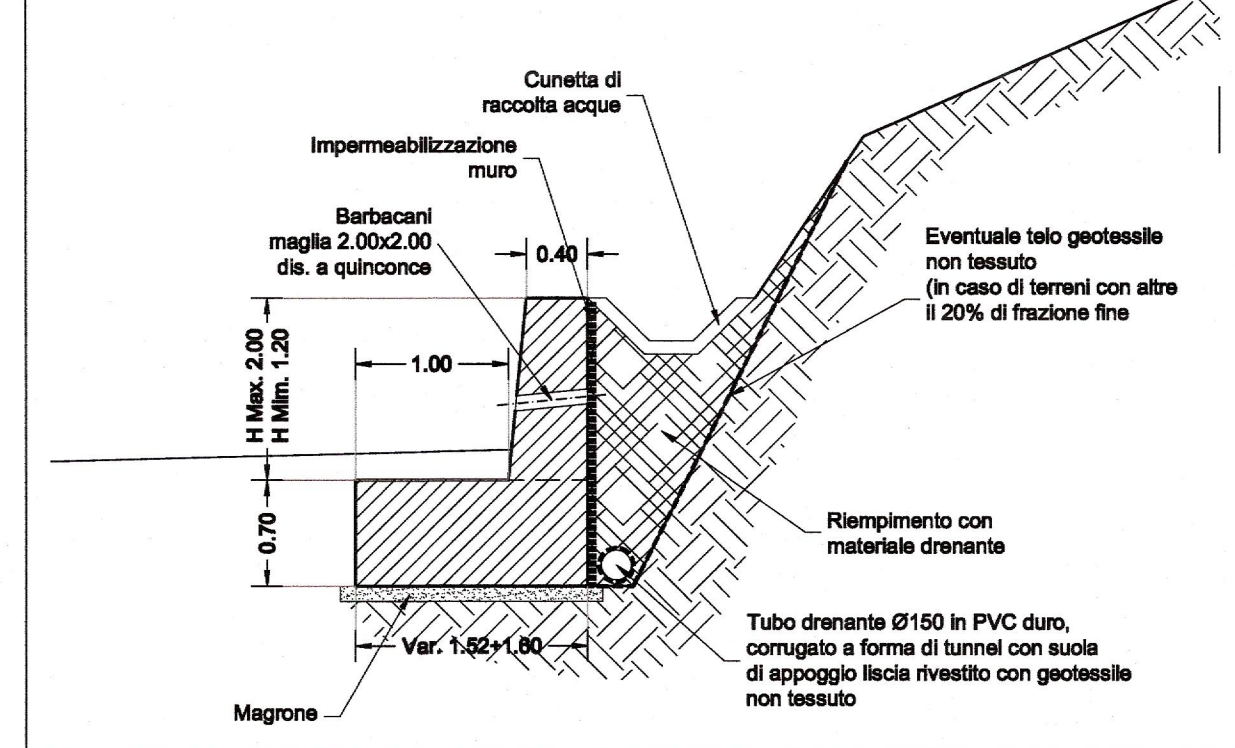 Cunetta di
raccolta acque
Impermeabilizzazione
muro
Barbacani
maglia 2.00x2.00
dis. a quinconce
0.40
Eventuale telo geotessile
non tessuto
(in caso di terreni con altre
il 20% di frazione fine
H Max. 2.00
H Mim. 1.20
1.00
0.70
Riempimento con
materiale drenante
Tubo drenante Ø150 in PVC duro,
corrugato a forma di tunnel con suola
di appoggio liscia rivestito con geotessile
non tessuto
Var. 1.52+1.60
Magrone